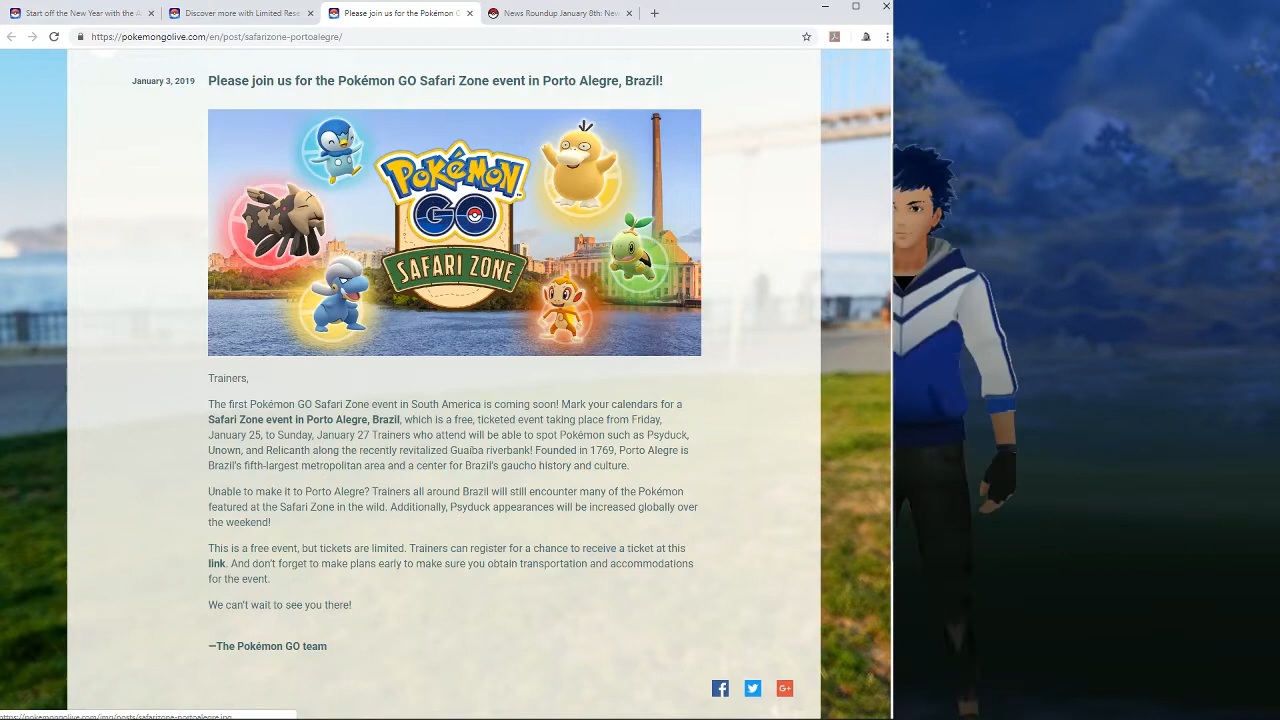 Start off the New Year with the A
Discover more with Limited Rese
Please join us for the Pokémon G
News Roundup January 8th: New
https://pokemongolive.com/en/post/safarizone-portoalegre/
January 3, 2019
Please join us for the Pokémon GO Safari Zone event in Porto Alegre, Brazil!
POKÉMON
GO
SAFARI ZONE
Trainers,
The first Pokémon GO Safari Zone event in South America is coming soon! Mark your calendars for a
Safari Zone event in Porto Alegre, Brazil, which is a free, ticketed event taking place from Friday,
January 25, to Sunday, January 27 Trainers who attend will be able to spot Pokémon such as Psyduck,
Unown, and Relicanth along the recently revitalized Guaíba riverbank! Founded in 1769, Porto Alegre is
Brazil's fifth-largest metropolitan area and a center for Brazil's gaucho history and culture.
Unable to make it to Porto Alegre? Trainers all around Brazil will still encounter many of the Pokémon
featured at the Safari Zone in the wild. Additionally, Psyduck appearances will be increased globally over
the weekend!
This is a free event, but tickets are limited. Trainers can register for a chance to receive a ticket at this
link. And don't forget to make plans early to make sure you obtain transportation and accommodations
for the event.
We can't wait to see you there!
—The Pokémon GO team
G+
https://pokemongolive.com/img/posts/safarizone-portoalegre.jpg